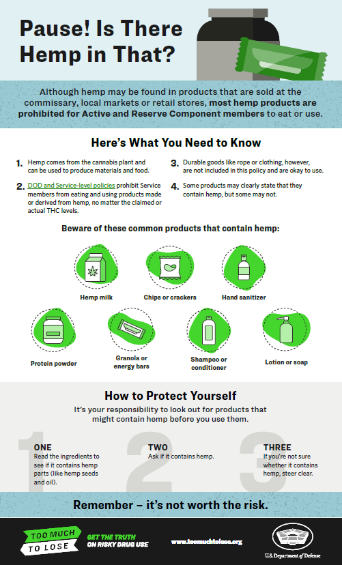 Pause! Is There
Hemp in That?
Although hemp may be found in products that are sold at the
commissary, local markets or retail stores, most hemp products are
prohibited for Active and Reserve Component members to eat or use.
Here's What You Need to Know
1. Hemp comes from the cannabis plant and
can be used to produce materials and food.
2. DOD and Service-level policies prohibit Service
members from eating and using products made
or derived from hemp, no matter the claimed or
actual THC levels.
3. Durable goods like rope or clothing, however,
are not included in this policy and are okay to use.
4. Some products may clearly state that they
contain hemp, but some may not.
Beware of these common products that contain hemp:
Hemp milk
Chips or crackers
Hand sanitizer
Protein powder
Granola or
energy bars
Shampoo or
conditioner
Lotion or soap
How to Protect Yourself
It's your responsibility to look out for products that
might contain hemp before you use them.
1
ONE
Read the ingredients to
see if it contains hemp
parts (like hemp seeds
and oil).
2
TWO
Ask if it contains hemp.
3
THREE
If you're not sure
whether it contains
hemp, steer clear.
Remember – it's not worth the risk.
TOO MUCH
TO LOSE
GET THE TRUTH
ON RISKY DRUG USE
www.toomuchtolose.org
U.S. Department of Defense